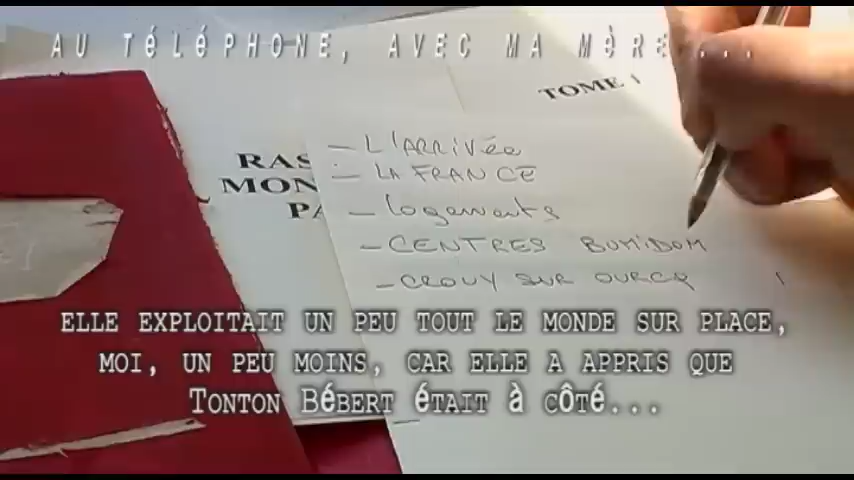 AU TéLéPHONE, AVEC MA MèRE ...
TOME I
RAS
MON
PA
- L'ARRIVée
- LA FRANCE
- logements
- CENTRES BUMIDOM
- CROUY SUR OURCQ
ELLE EXPLOITAIT UN PEU TOUT LE MONDE SUR PLACE,
MOI, UN PEU MOINS, CAR ELLE A APPRIS QUE
TONTON BéBERT éTAIT à CôTé...